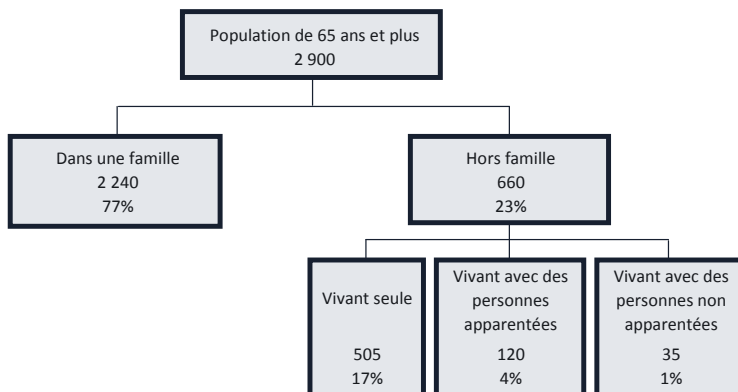 Population de 65 ans et plus
2 900
Dans une famille
2 240
77%
Hors famille
660
23%
Vivant seule
505
17%
Vivant avec des
personnes
apparentées
120
4%
Vivant avec des
personnes non
apparentées
35
1%